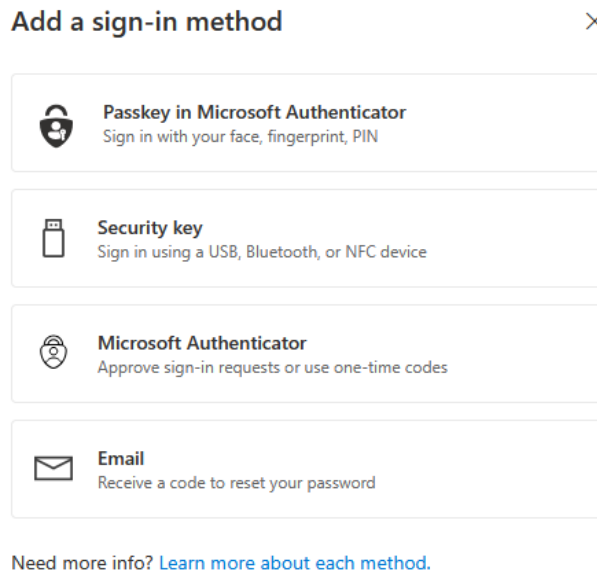 Add a sign-in method
Passkey in Microsoft Authenticator
Sign in with your face, fingerprint, PIN
Security key
Sign in using a USB, Bluetooth, or NFC device
Microsoft Authenticator
Approve sign-in requests or use one-time codes
Email
Receive a code to reset your password
Need more info? Learn more about each method.